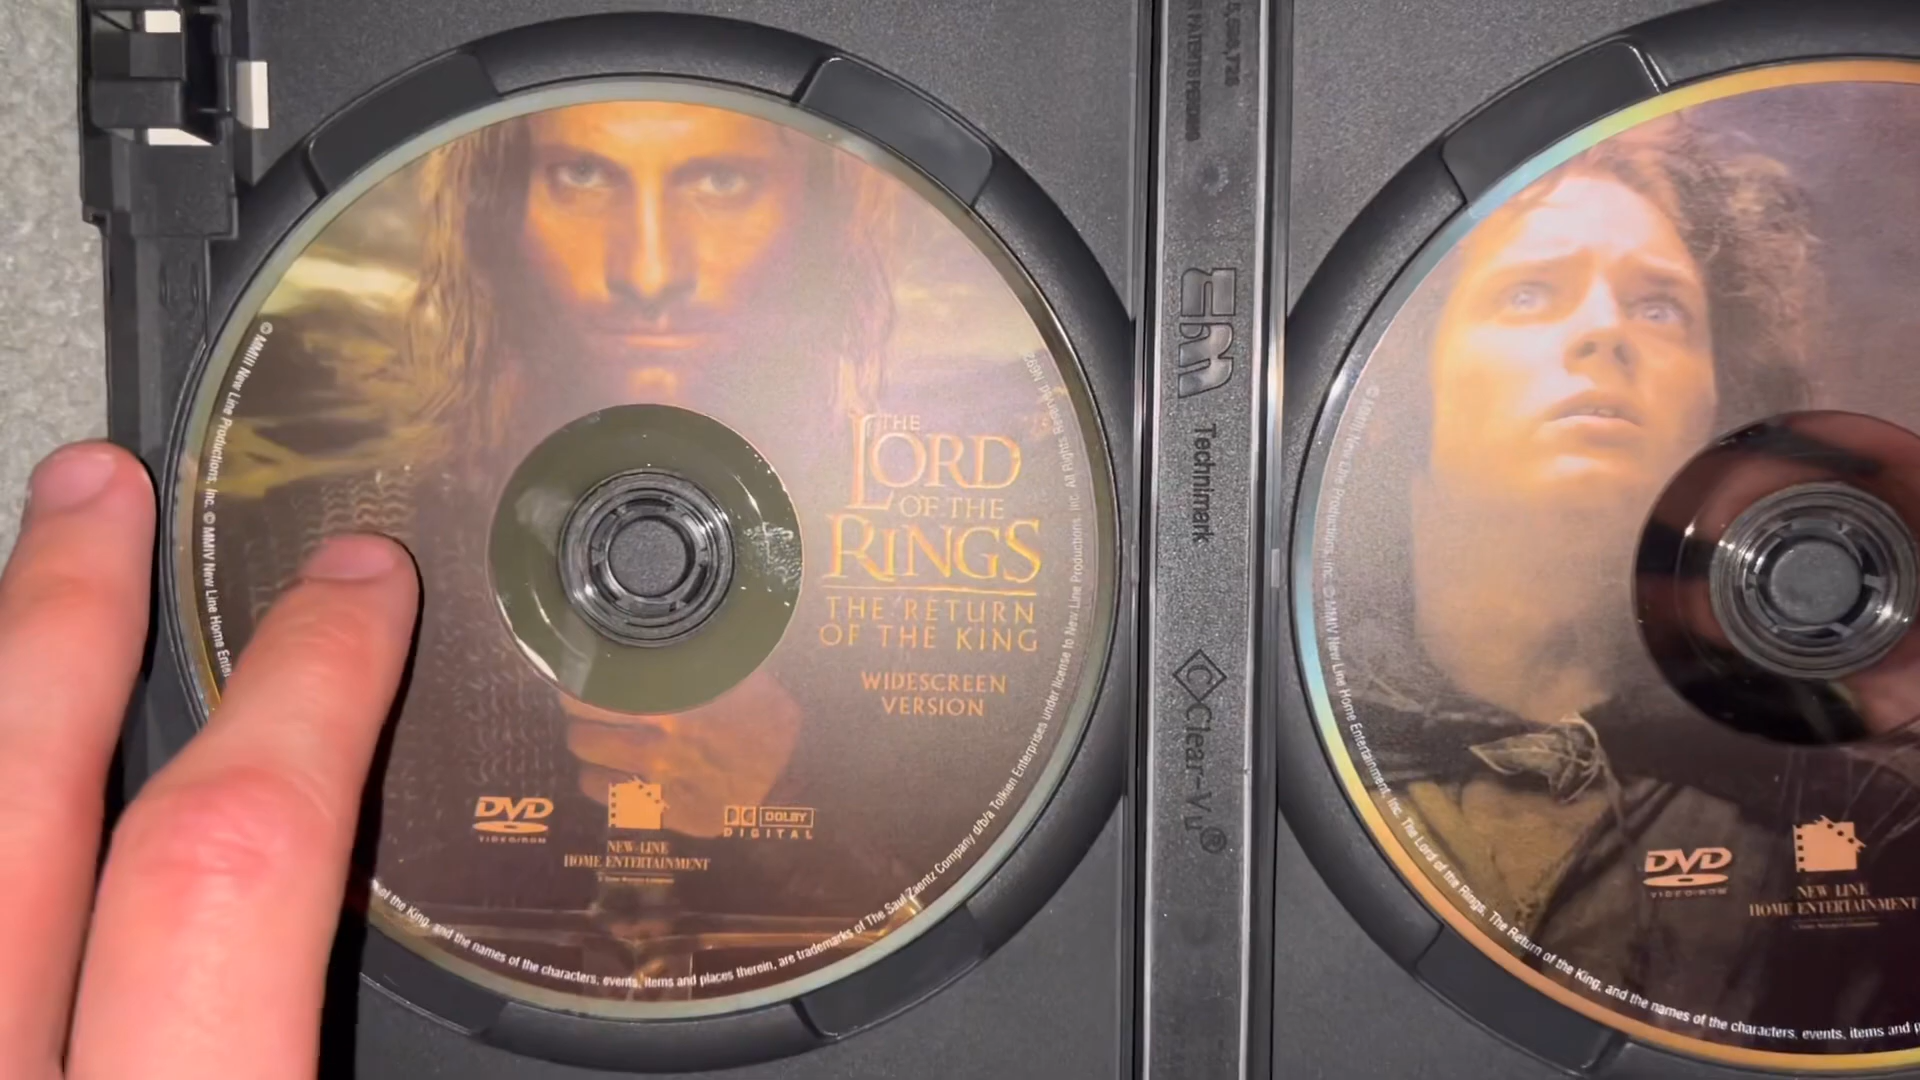 THE
LORD
OF THE
RINGS
THE RETURN
OF THE KING
WIDESCREEN
VERSION
DVD
VIDEO/ROM
NEW LINE
HOME ENTERTAINMENT
DOLBY
DIGITAL
© MMIII New Line Productions, Inc. © MMIV New Line Home
of the King, and the names of the characters, events, items and places therein, are trademarks of The Saul Zaentz Company d/b/a Tolkien Enterprises under license to New Line Productions, Inc. All Rights Reserved.
Technimark
Clear-Vu®
© MMIII New Line Productions, Inc. © MMIV New Line Home Entertainment, Inc. The Lord of the Rings, The Return of the King, and the names of the characters, events, items and
DVD
VIDEO/ROM
NEW LINE
HOME ENTERTAINMENT